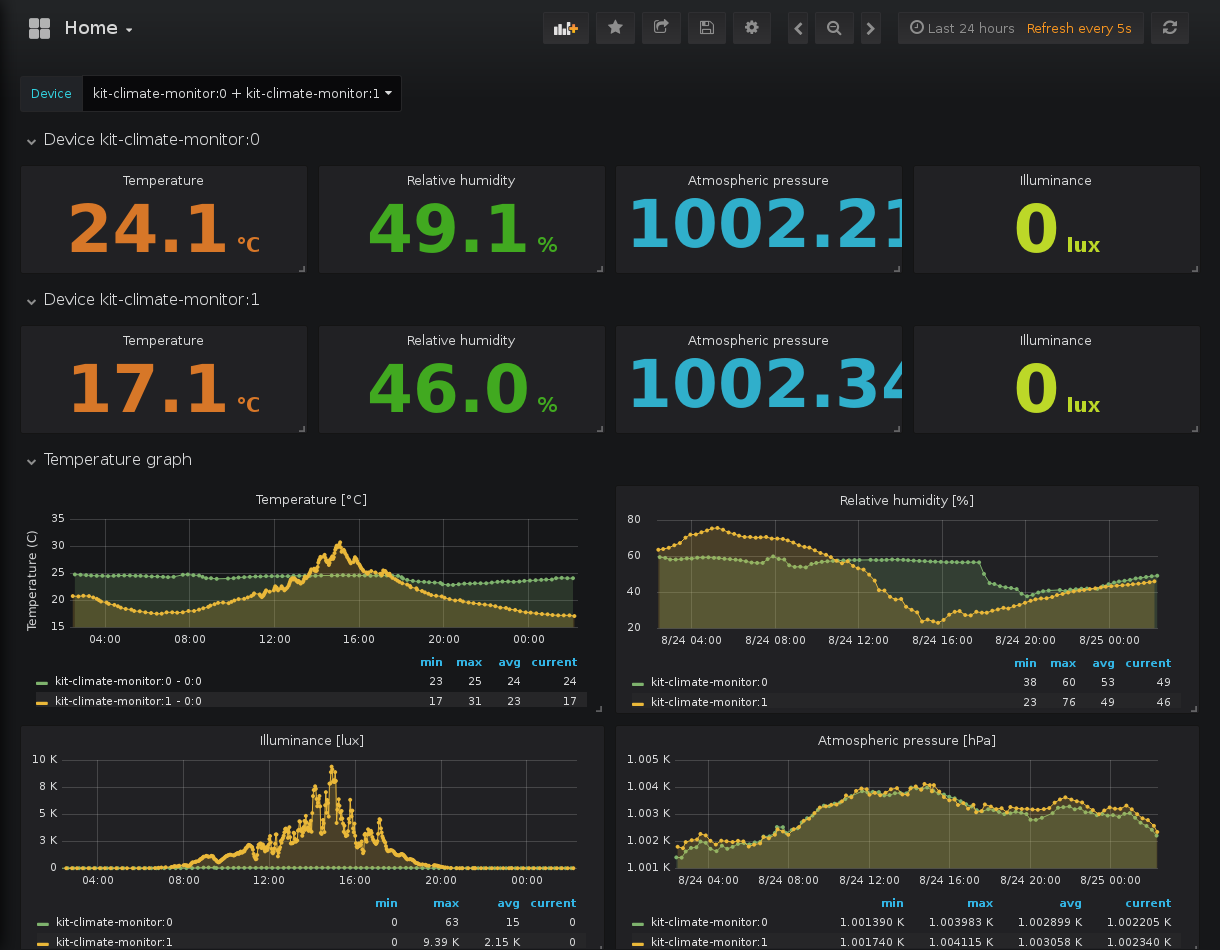 Home
Last 24 hours Refresh every 5s
Device kit-climate-monitor:0 + kit-climate-monitor:1
Device kit-climate-monitor:0
Temperature Relative humidity Atmospheric pressure Illuminance
24.1 °C 49.1 % 1002.21 0 lux
Device kit-climate-monitor:1
Temperature Relative humidity Atmospheric pressure Illuminance
17.1 °C 46.0 % 1002.34 0 lux
Temperature graph
Temperature [°C]
Temperature (C)
35
30
25
20
15
04:00 08:00 12:00 16:00 20:00 00:00
min max avg current
kit-climate-monitor:0 - 0:0 23 25 24 24
kit-climate-monitor:1 - 0:0 17 31 23 17
Relative humidity [%]
80
60
40
20
8/24 04:00 8/24 08:00 8/24 12:00 8/24 16:00 8/24 20:00 8/25 00:00
min max avg current
kit-climate-monitor:0 38 60 53 49
kit-climate-monitor:1 23 76 49 46
Illuminance [lux]
10 K
8 K
5 K
3 K
0
04:00 08:00 12:00 16:00 20:00 00:00
min max avg current
kit-climate-monitor:0 0 63 15 0
kit-climate-monitor:1 0 9.39 K 2.15 K 0
Atmospheric pressure [hPa]
1.005 K
1.004 K
1.003 K
1.002 K
1.001 K
8/24 04:00 8/24 08:00 8/24 12:00 8/24 16:00 8/24 20:00 8/25 00:00
min max avg current
kit-climate-monitor:0 1.001390 K 1.003983 K 1.002899 K 1.002205 K
kit-climate-monitor:1 1.001740 K 1.004115 K 1.003058 K 1.002340 K